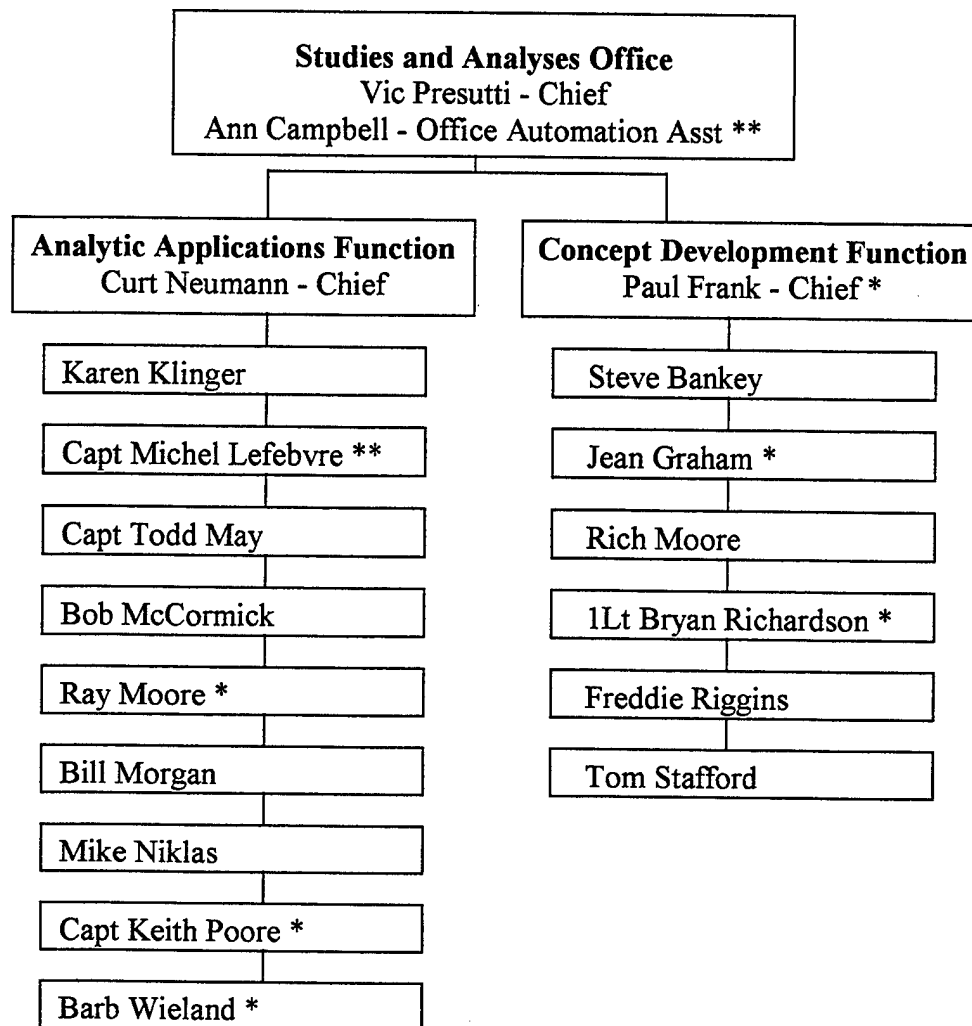 Studies and Analyses Office
Vic Presutti - Chief
Ann Campbell - Office Automation Asst **
Analytic Applications Function
Curt Neumann - Chief
Karen Klinger
Capt Michel Lefebvre **
Capt Todd May
Bob McCormick
Ray Moore *
Bill Morgan
Mike Niklas
Capt Keith Poore *
Barb Wieland *
Concept Development Function
Paul Frank - Chief *
Steve Bankey
Jean Graham *
Rich Moore
1Lt Bryan Richardson *
Freddie Riggins
Tom Stafford